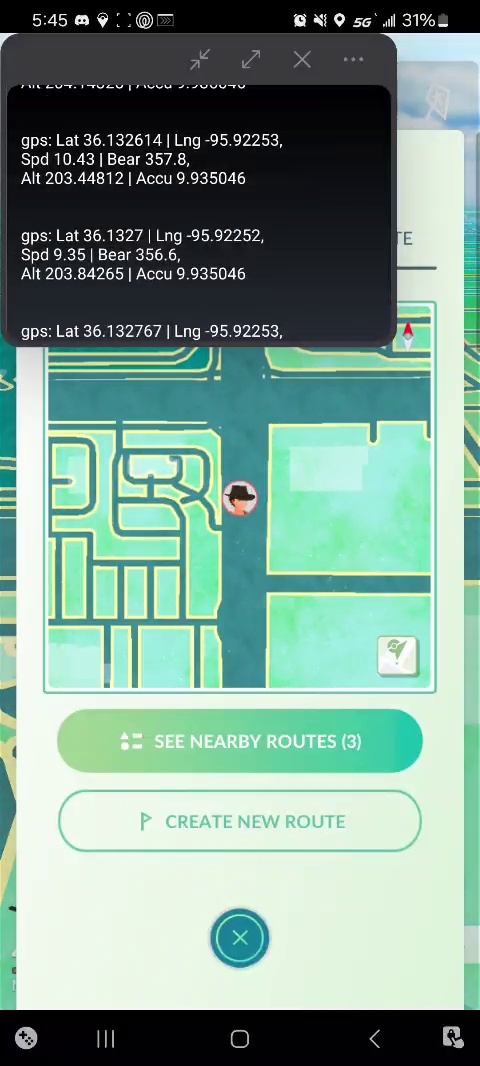 5:45
5G
31%
gps: Lat 36.132614 | Lng -95.92253,
Spd 10.43 | Bear 357.8,
Alt 203.44812 | Accu 9.935046
gps: Lat 36.1327 | Lng -95.92252,
Spd 9.35 | Bear 356.6,
Alt 203.84265 | Accu 9.935046
TE
gps: Lat 36.132767 | Lng -95.92253,
SEE NEARBY ROUTES (3)
CREATE NEW ROUTE